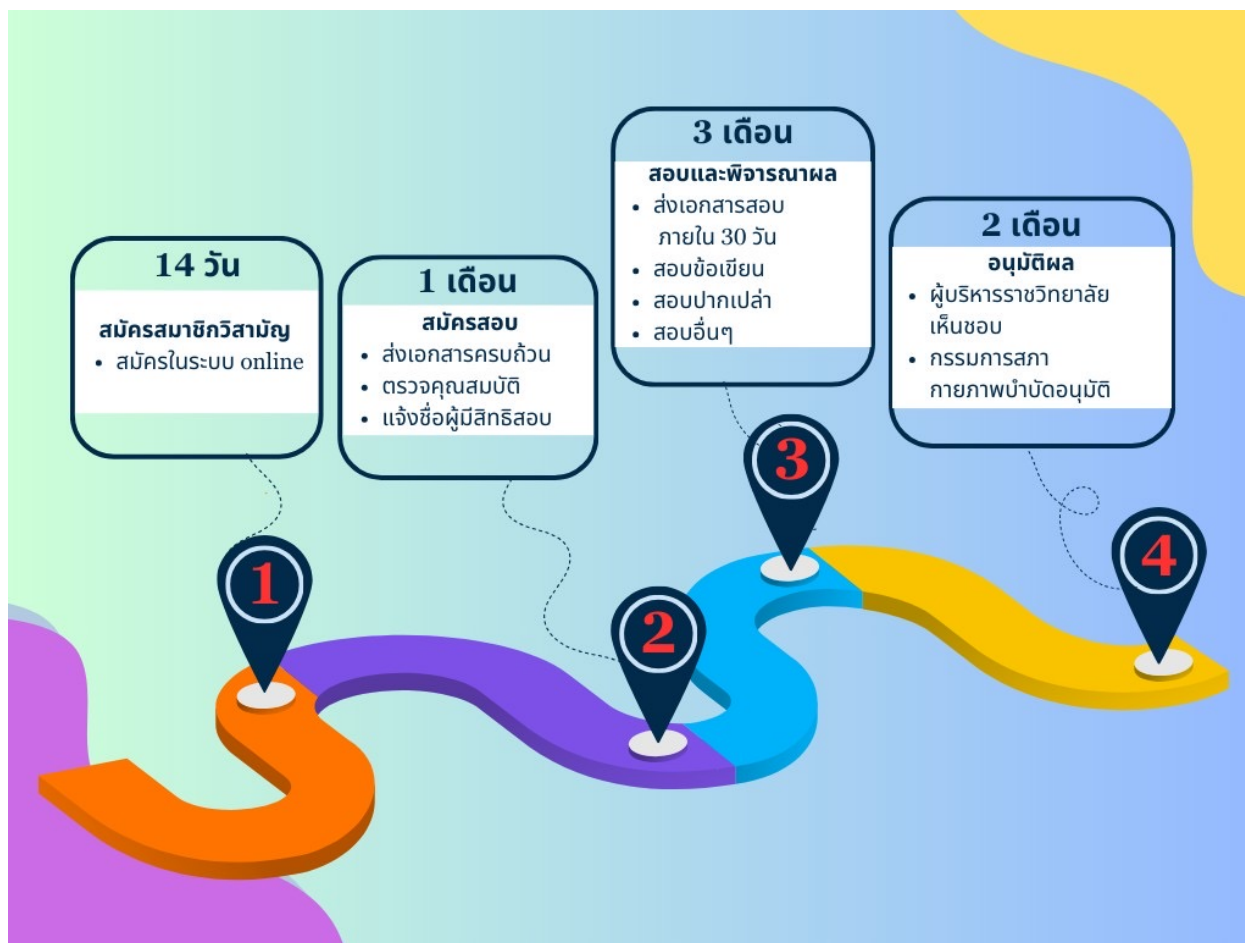 14 วัน
สมัครสมาชิกวิสามัญ
• สมัครในระบบ online
1 เดือน
สมัครสอบ
• ส่งเอกสารครบถ้วน
• ตรวจคุณสมบัติ
• แจ้งชื่อผู้มีสิทธิสอบ
3 เดือน
สอบและพิจารณาผล
• ส่งเอกสารสอบ
ภายใน 30 วัน
• สอบข้อเขียน
• สอบปากเปล่า
• สอบอื่นๆ
2 เดือน
อนุมัติผล
• ผู้บริหารราชวิทยาลัย
เห็นชอบ
• กรรมการสภา
กายภาพบำบัดอนุมัติ
1
2
3
4